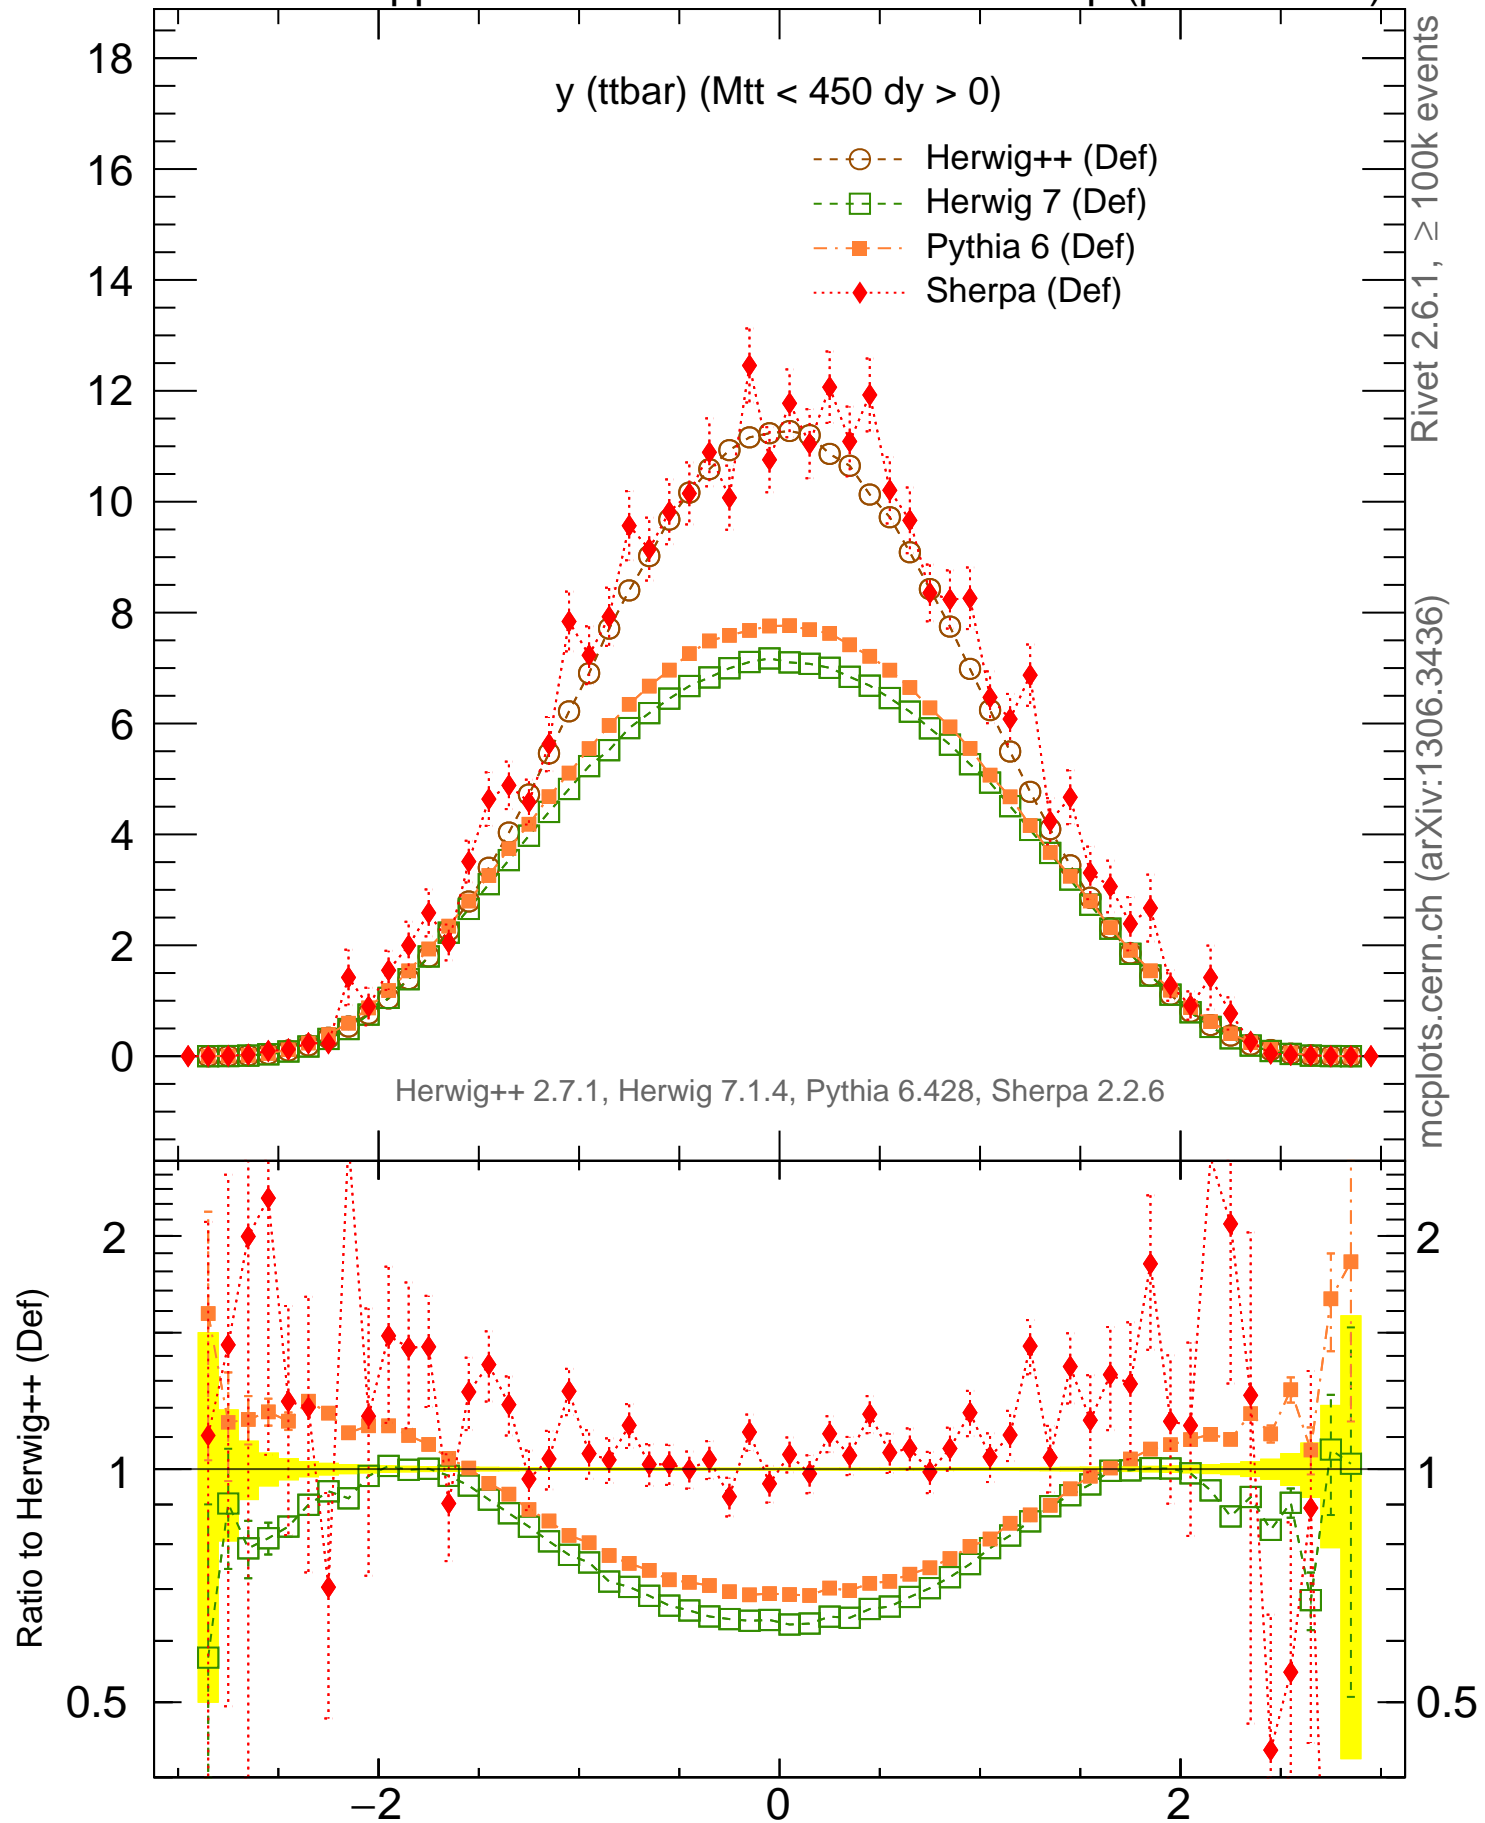 y (ttbar) (Mtt < 450 dy > 0)
Herwig++ (Def)
Herwig 7 (Def)
Pythia 6 (Def)
Sherpa (Def)
18
16
14
12
10
8
6
4
2
0
Herwig++ 2.7.1, Herwig 7.1.4, Pythia 6.428, Sherpa 2.2.6
Rivet 2.6.1, ≥ 100k events
mcplots.cern.ch (arXiv:1306.3436)
Ratio to Herwig++ (Def)
2
1
0.5
2
1
0.5
−2
0
2